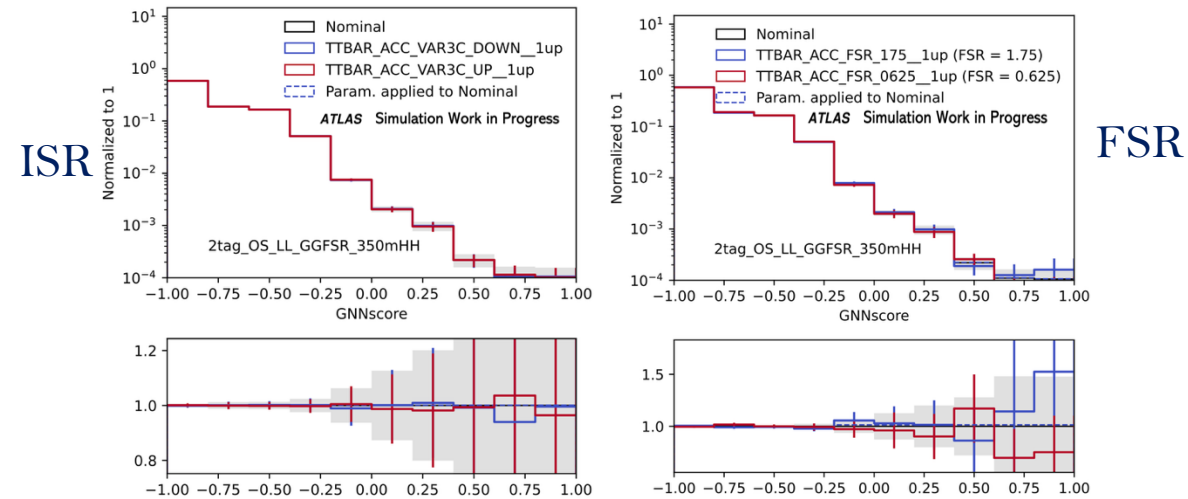 ISR
Normalized to 1
10¹
10⁰
10⁻¹
10⁻²
10⁻³
10⁻⁴
Nominal
TTBAR_ACC_VAR3C_DOWN__1up
TTBAR_ACC_VAR3C_UP__1up
Param. applied to Nominal
ATLAS Simulation Work in Progress
2tag_OS_LL_GGFSR_350mHH
−1.00 −0.75 −0.50 −0.25 0.00 0.25 0.50 0.75 1.00
GNNscore
1.2
1.0
0.8
−1.00 −0.75 −0.50 −0.25 0.00 0.25 0.50 0.75 1.00
FSR
Normalized to 1
10¹
10⁰
10⁻¹
10⁻²
10⁻³
10⁻⁴
Nominal
TTBAR_ACC_FSR_175__1up (FSR = 1.75)
TTBAR_ACC_FSR_0625__1up (FSR = 0.625)
Param. applied to Nominal
ATLAS Simulation Work in Progress
2tag_OS_LL_GGFSR_350mHH
−1.00 −0.75 −0.50 −0.25 0.00 0.25 0.50 0.75 1.00
GNNscore
1.5
1.0
−1.00 −0.75 −0.50 −0.25 0.00 0.25 0.50 0.75 1.00